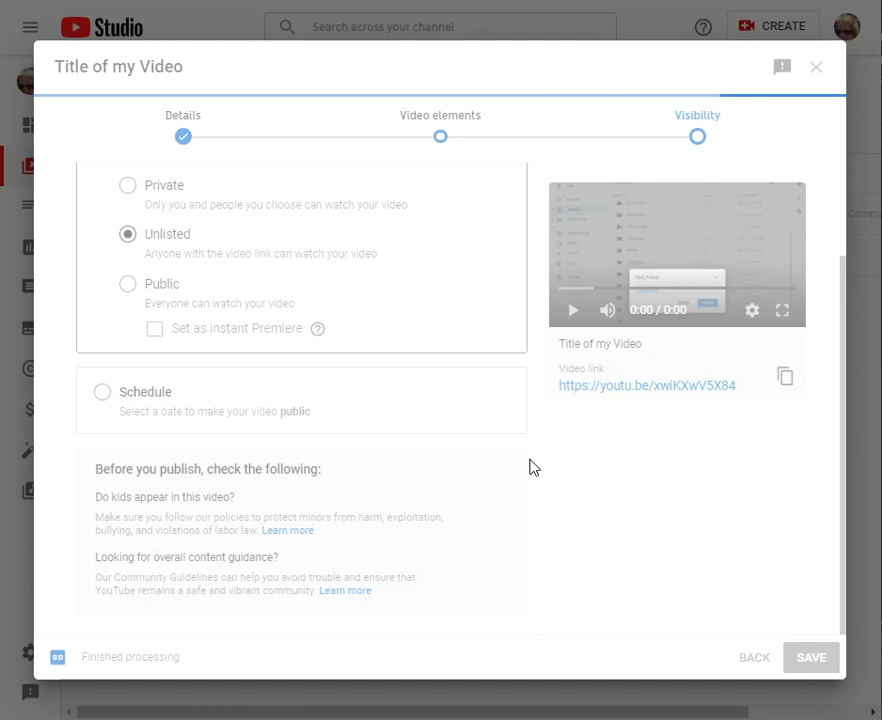 Studio
Search across your channel
CREATE
Title of my Video
Details
Video elements
Visibility
Private
Only you and people you choose can watch your video
Unlisted
Anyone with the video link can watch your video
Public
Everyone can watch your video
Set as instant Premiere
Schedule
Select a date to make your video public
Before you publish, check the following:
Do kids appear in this video?
Make sure you follow our policies to protect minors from harm, exploitation,
bullying, and violations of labor law. Learn more
Looking for overall content guidance?
Our Community Guidelines can help you avoid trouble and ensure that
YouTube remains a safe and vibrant community. Learn more
0:00 / 0:00
Title of my Video
Video link
https://youtu.be/xwiKXwV5X84
SD
Finished processing
BACK
SAVE